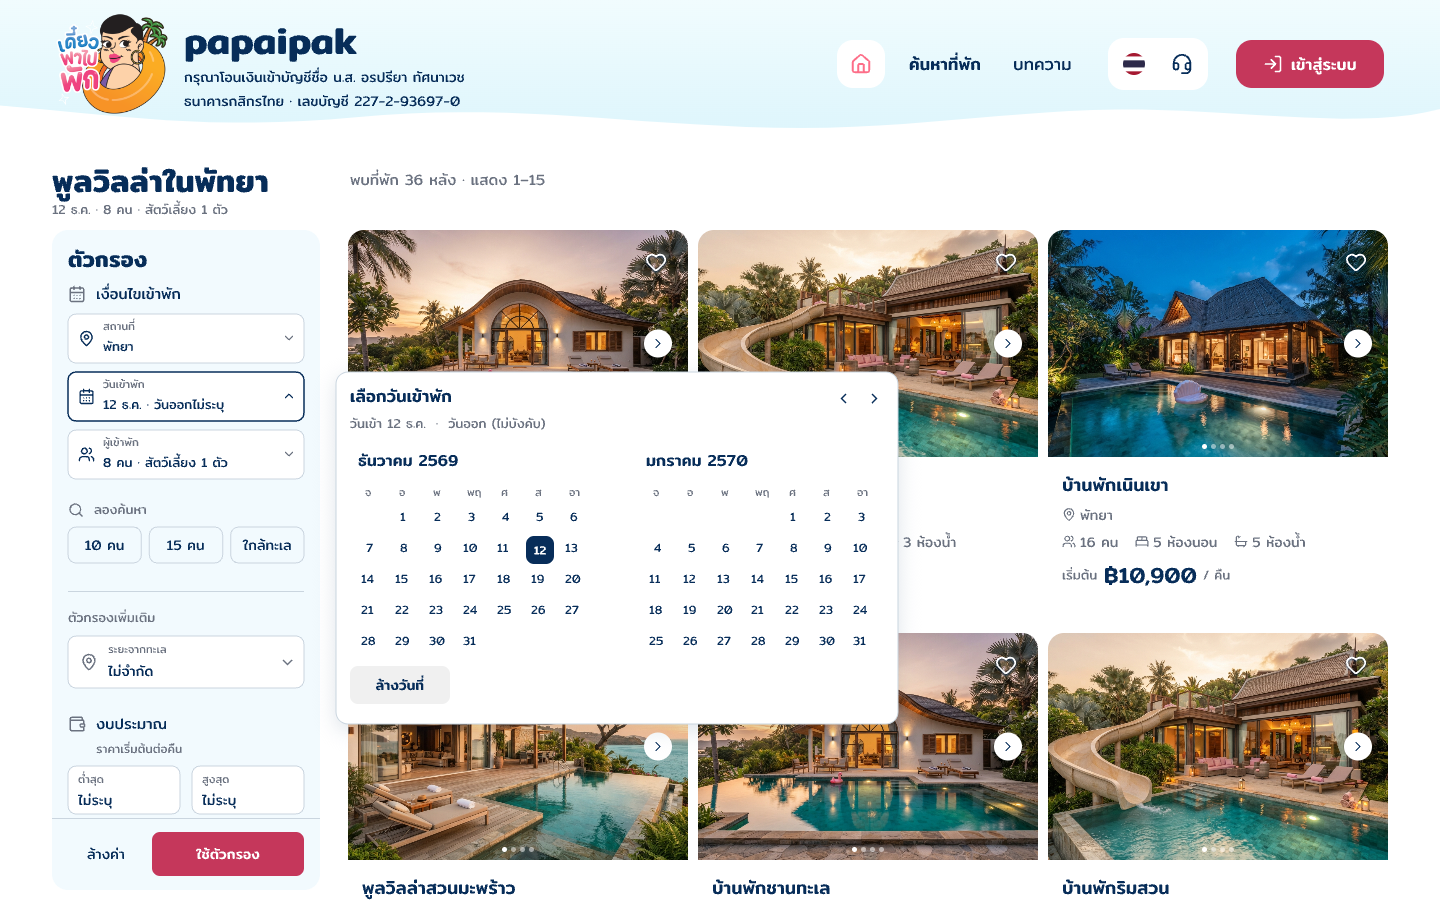 เดี๋ยว
พาไป
พัก
papaipak
กรุณาโอนเงินเข้าบัญชีชื่อ น.ส. อรปรียา ทัศนาเวช
ธนาคารกสิกรไทย · เลขบัญชี 227-2-93697-0
ค้นหาที่พัก
บทความ
เข้าสู่ระบบ
พูลวิลล่าในพัทยา
12 ธ.ค. · 8 คน · สัตว์เลี้ยง 1 ตัว
พบที่พัก 36 หลัง · แสดง 1–15
ตัวกรอง
เงื่อนไขเข้าพัก
สถานที่
พัทยา
วันเข้าพัก
12 ธ.ค. · วันออกไม่ระบุ
ผู้เข้าพัก
8 คน · สัตว์เลี้ยง 1 ตัว
ลองค้นหา
10 คน 15 คน ใกล้ทะเล
ตัวกรองเพิ่มเติม
ระยะจากทะเล
ไม่จำกัด
งบประมาณ
ราคาเริ่มต้นต่อคืน
ต่ำสุด สูงสุด
ไม่ระบุ ไม่ระบุ
ล้างค่า ใช้ตัวกรอง
เลือกวันเข้าพัก
วันเข้า 12 ธ.ค. · วันออก (ไม่บังคับ)
ธันวาคม 2569
จ อ พ พฤ ศ ส อา
1 2 3 4 5 6
7 8 9 10 11 12 13
14 15 16 17 18 19 20
21 22 23 24 25 26 27
28 29 30 31
มกราคม 2570
จ อ พ พฤ ศ ส อา
1 2 3
4 5 6 7 8 9 10
11 12 13 14 15 16 17
18 19 20 21 22 23 24
25 26 27 28 29 30 31
ล้างวันที่
3 ห้องน้ำ
บ้านพักเนินเขา
พัทยา
16 คน 5 ห้องนอน 5 ห้องน้ำ
เริ่มต้น ฿10,900 / คืน
พูลวิลล่าสวนมะพร้าว
บ้านพักชานทะเล
บ้านพักริมสวน